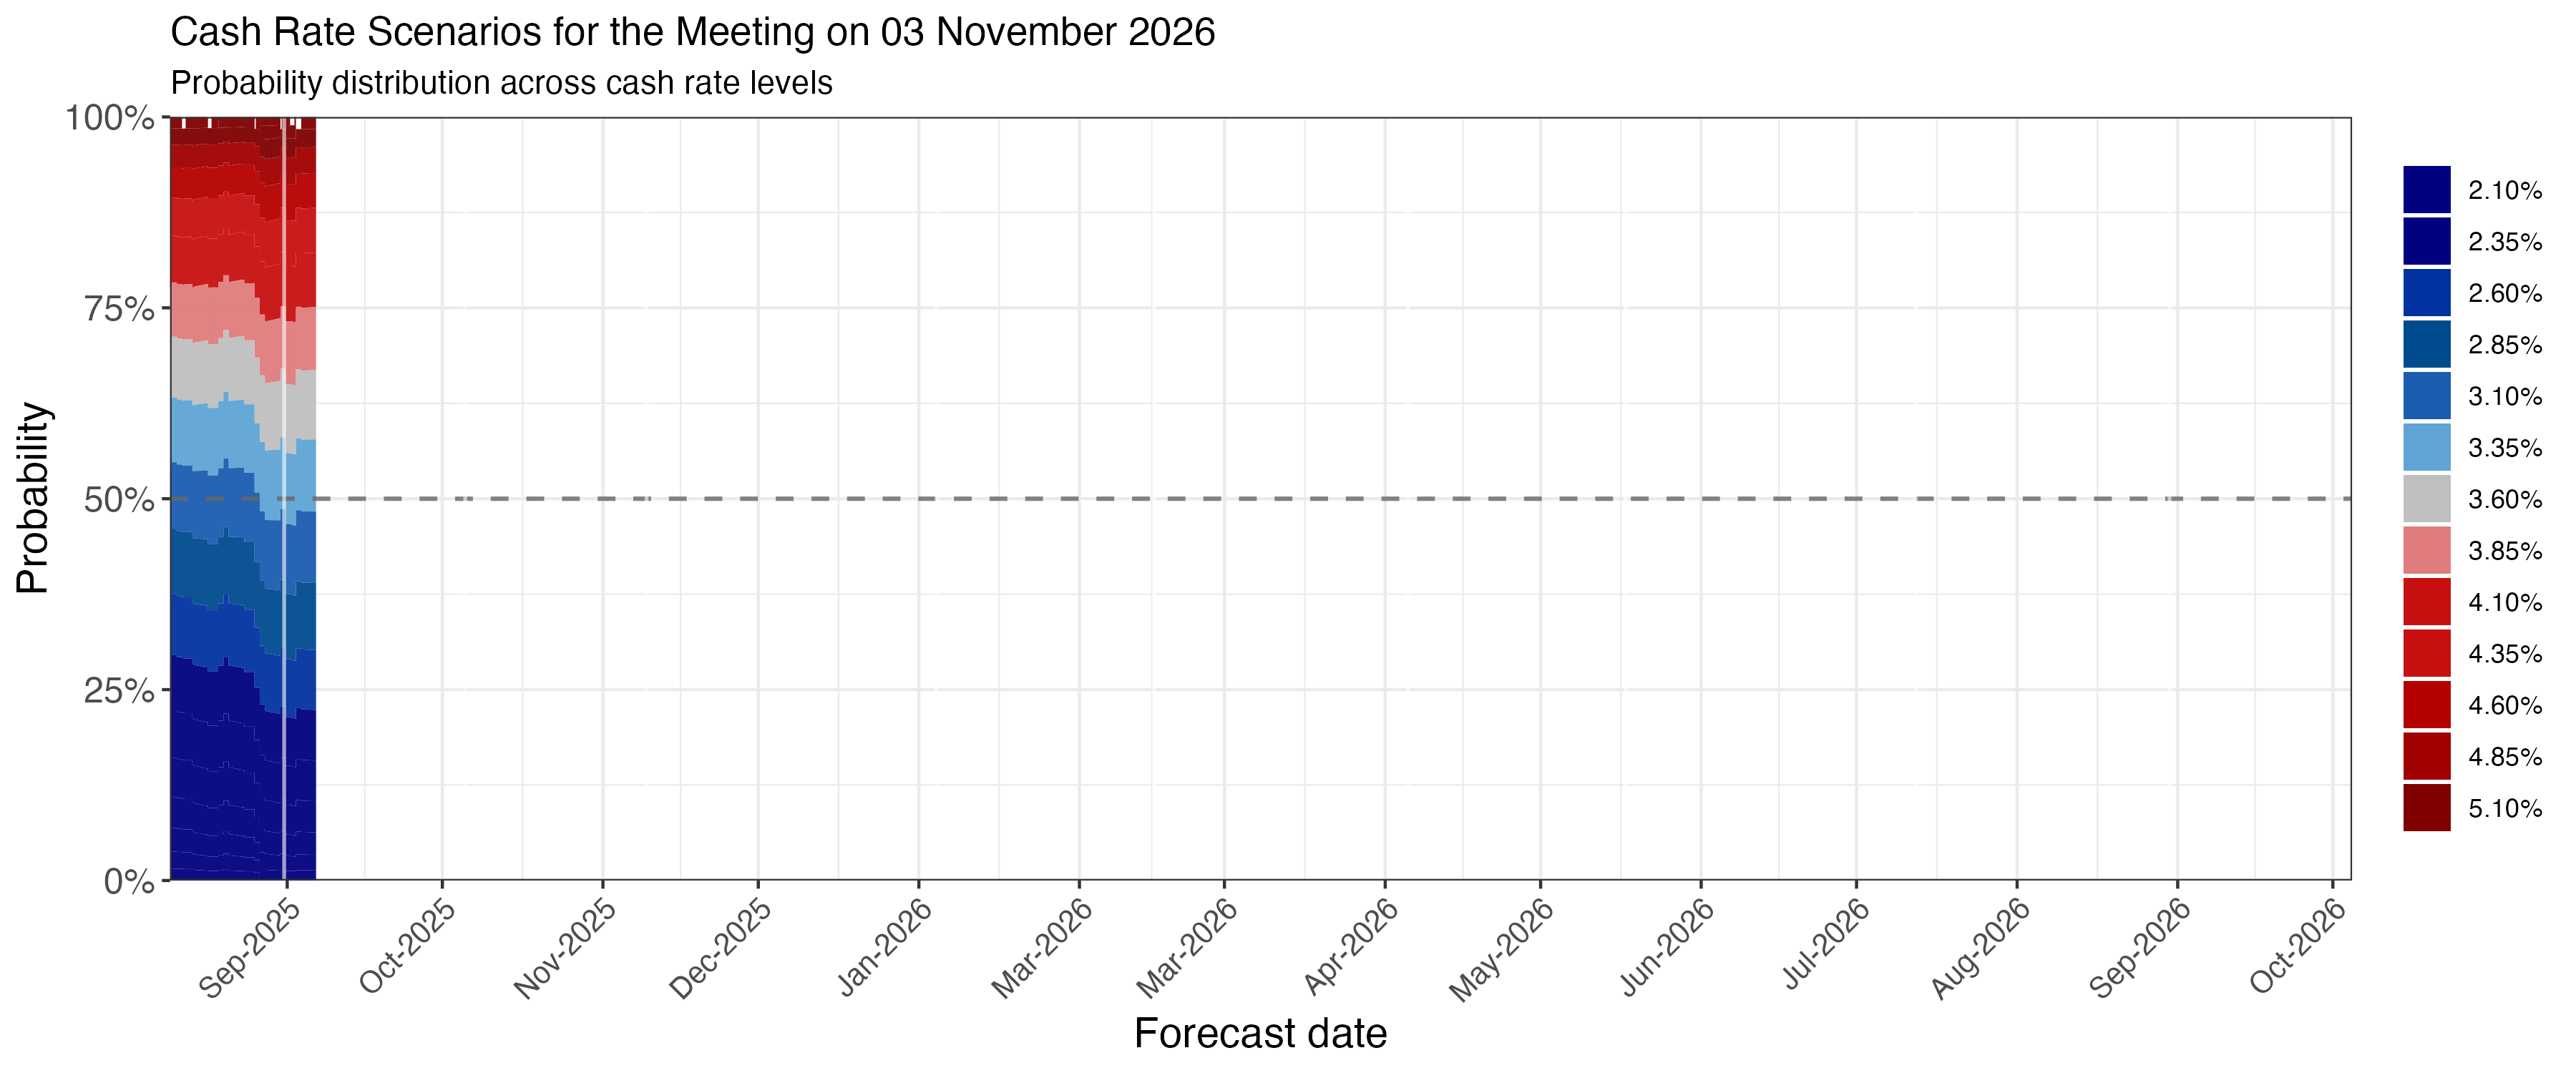 Cash Rate Scenarios for the Meeting on 03 November 2026
Probability distribution across cash rate levels
100%
75%
50%
25%
0%
Probability
Sep-2025
Oct-2025
Nov-2025
Dec-2025
Jan-2026
Mar-2026
Mar-2026
Apr-2026
May-2026
Jun-2026
Jul-2026
Aug-2026
Sep-2026
Oct-2026
Forecast date
2.10%
2.35%
2.60%
2.85%
3.10%
3.35%
3.60%
3.85%
4.10%
4.35%
4.60%
4.85%
5.10%